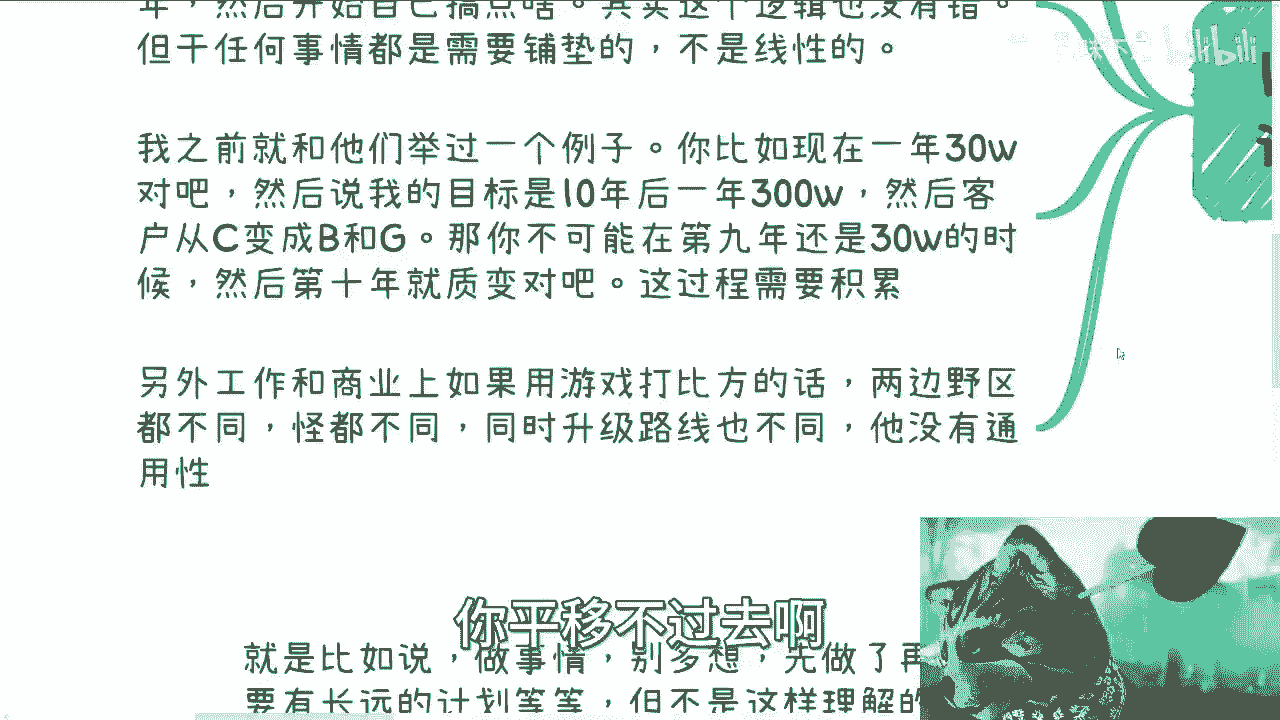 年，然后开始自己搞点啥。其实这个逻辑也没有错。
但干任何事情都是需要铺垫的，不是线性的。
我之前就和他们举过一个例子。你比如现在一年30w
对吧，然后说我的目标是10年后一年300w，然后客
户从C变成B和G。那你不可能在第九年还是30w的时
候，然后第十年就质变对吧。这过程需要积累
另外工作和商业上如果用游戏打比方的话，两边野区
都不同，怪都不同，同时升级路线也不同，他没有通
用性
你平移不过去啊
就是比如说，做事情，别多想，先做了再
要有长远的计划等等，但不是这样理解的
bilibili